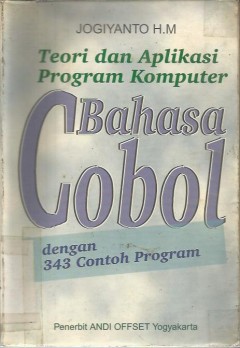 JOGIYANTO H.M
Teori dan Aplikasi
Program Komputer
Bahasa
Cobol
dengan
343 Contoh Program
Penerbit ANDI OFFSET Yogyakarta